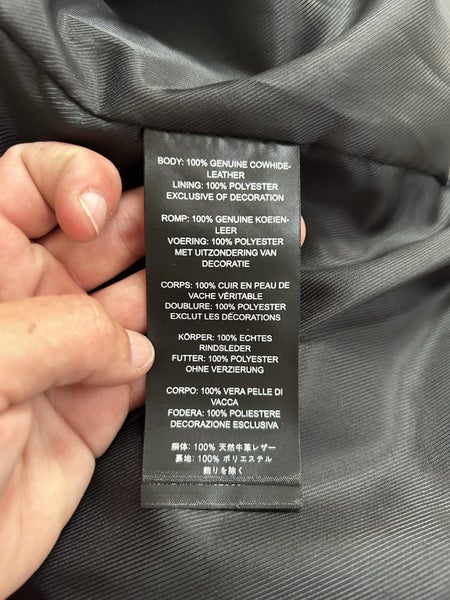 BODY: 100% GENUINE COWHIDE-
LEATHER
LINING: 100% POLYESTER
EXCLUSIVE OF DECORATION
ROMP: 100% GENUINE KOEIEN-
LEER
VOERING: 100% POLYESTER
MET UITZONDERING VAN
DECORATIE
CORPS: 100% CUIR EN PEAU DE
VACHE VÉRITABLE
DOUBLURE: 100% POLYESTER
EXCLUT LES DÉCORATIONS
KÖRPER: 100% ECHTES
RINDSLEDER
FUTTER: 100% POLYESTER
OHNE VERZIERUNG
CORPO: 100% VERA PELLE DI
VACCA
FODERA: 100% POLIESTERE
DECORAZIONE ESCLUSIVA
胴体: 100% 天然牛革レザー
裏地: 100% ポリエステル
飾りを除く